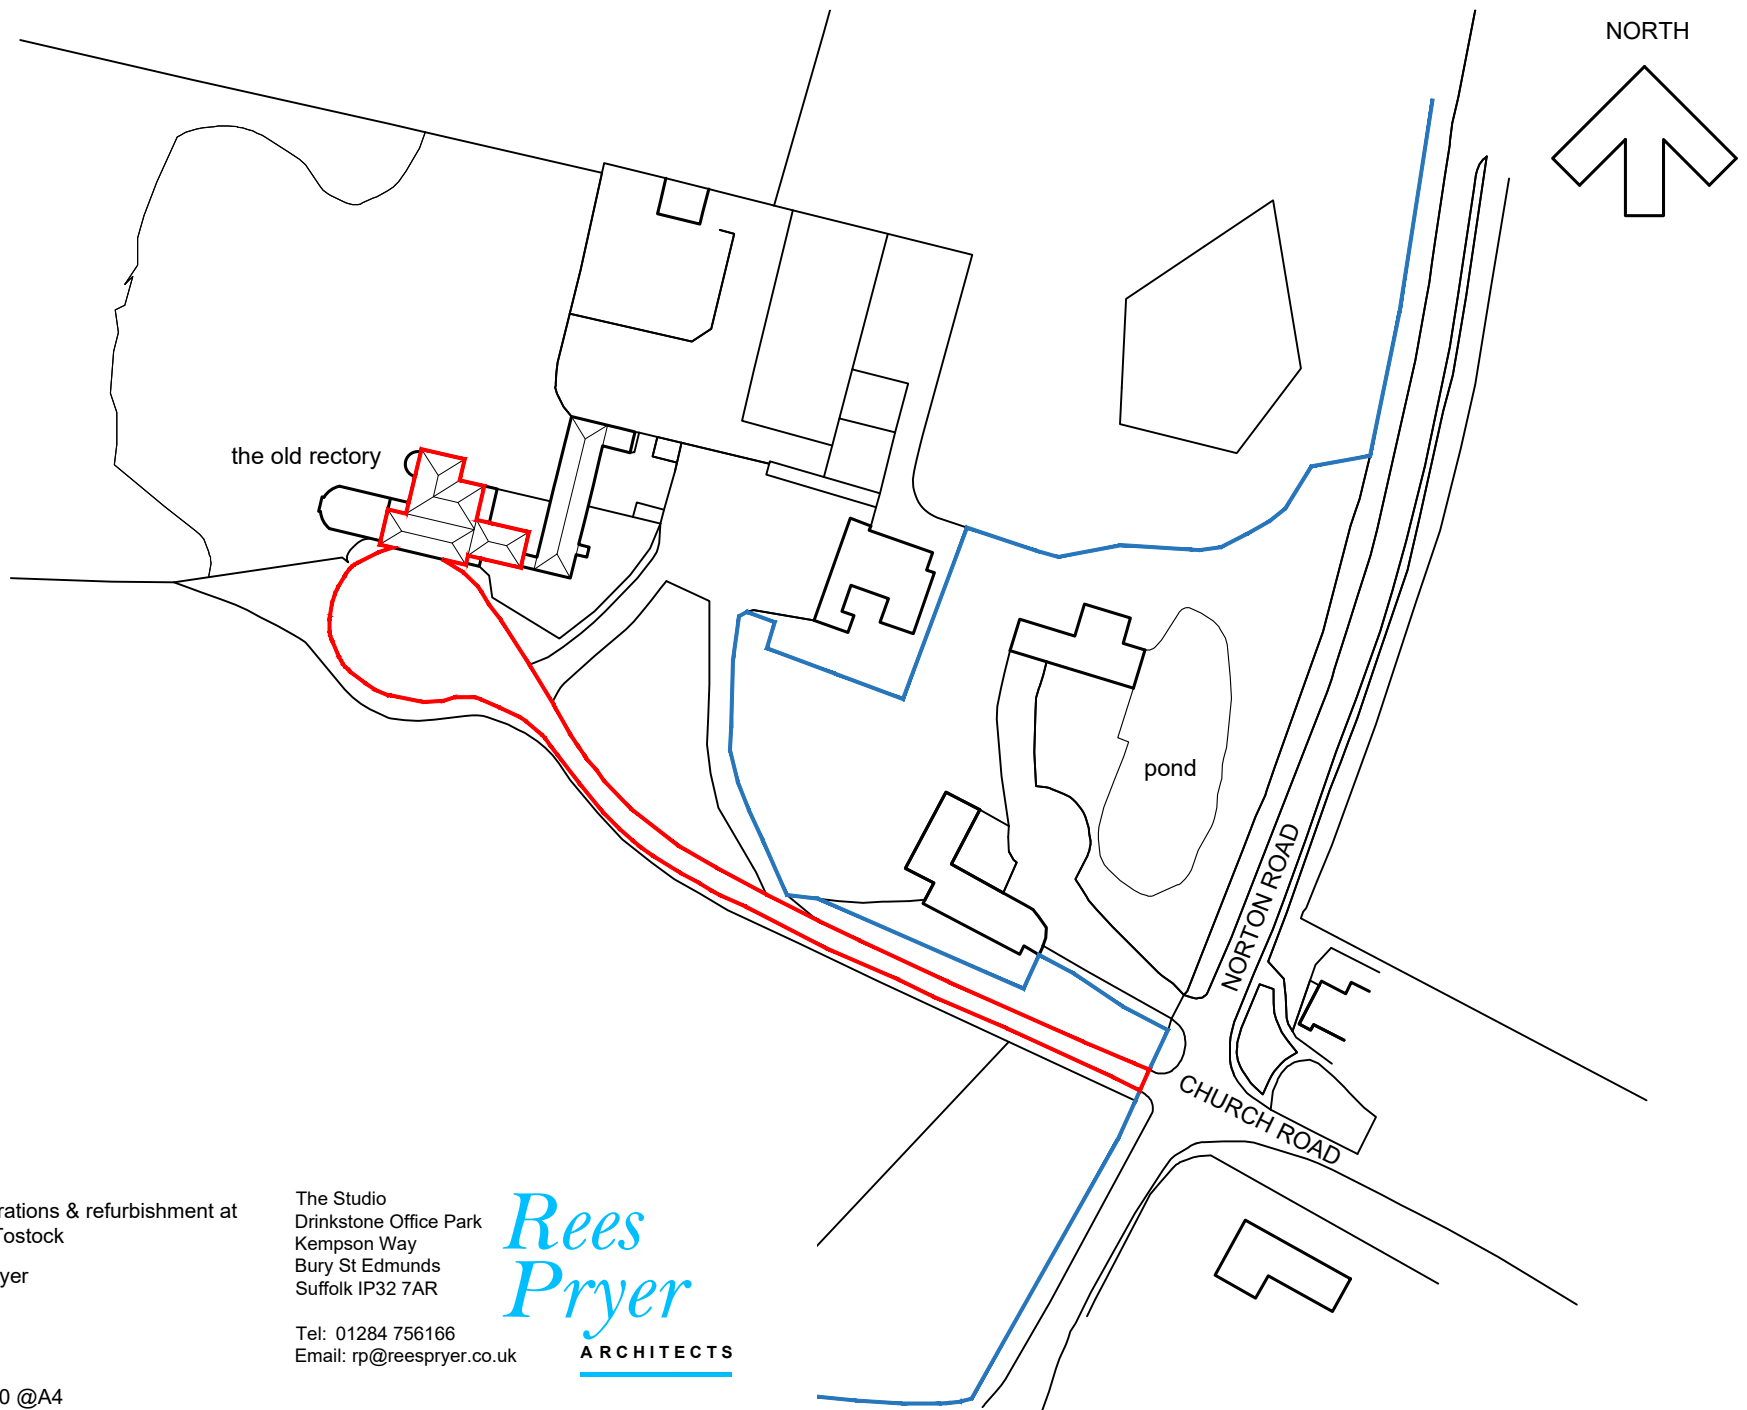 NORTH
the old rectory
pond
NORTON ROAD
CHURCH ROAD
rations & refurbishment at
Tostock
yer
0 @A4
The Studio
Drinkstone Office Park
Kempson Way
Bury St Edmunds
Suffolk IP32 7AR
Tel: 01284 756166
Email: rp@reespryer.co.uk
Rees
Pryer
ARCHITECTS